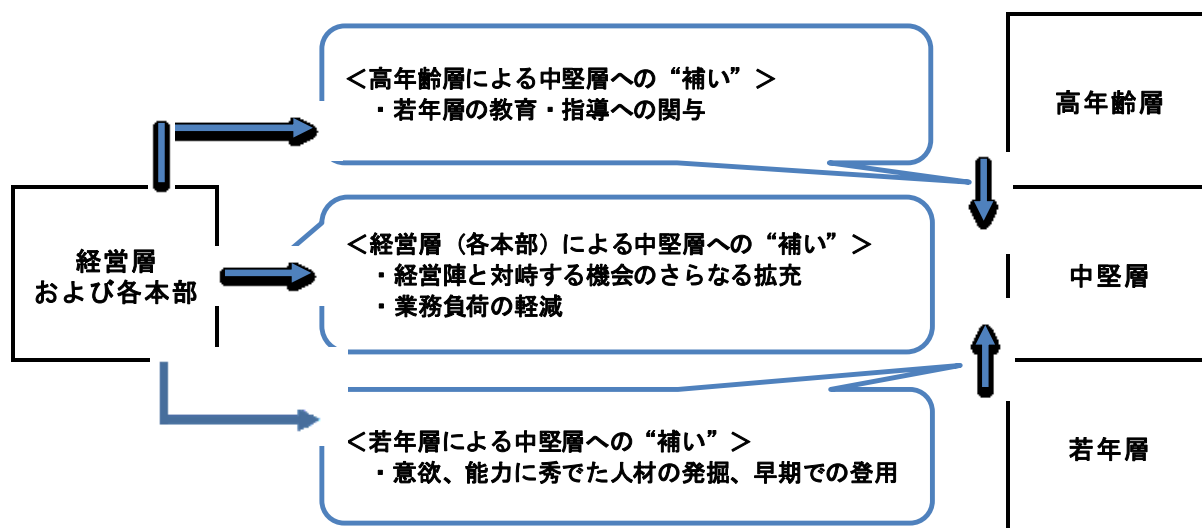 ＜高年齢層による中堅層への“補い”＞
・若年層の教育・指導への関与
高年齢層
経営層
および各本部
＜経営層（各本部）による中堅層への“補い”＞
・経営陣と対峙する機会のさらなる拡充
・業務負荷の軽減
中堅層
＜若年層による中堅層への“補い”＞
・意欲、能力に秀でた人材の発掘、早期での登用
若年層